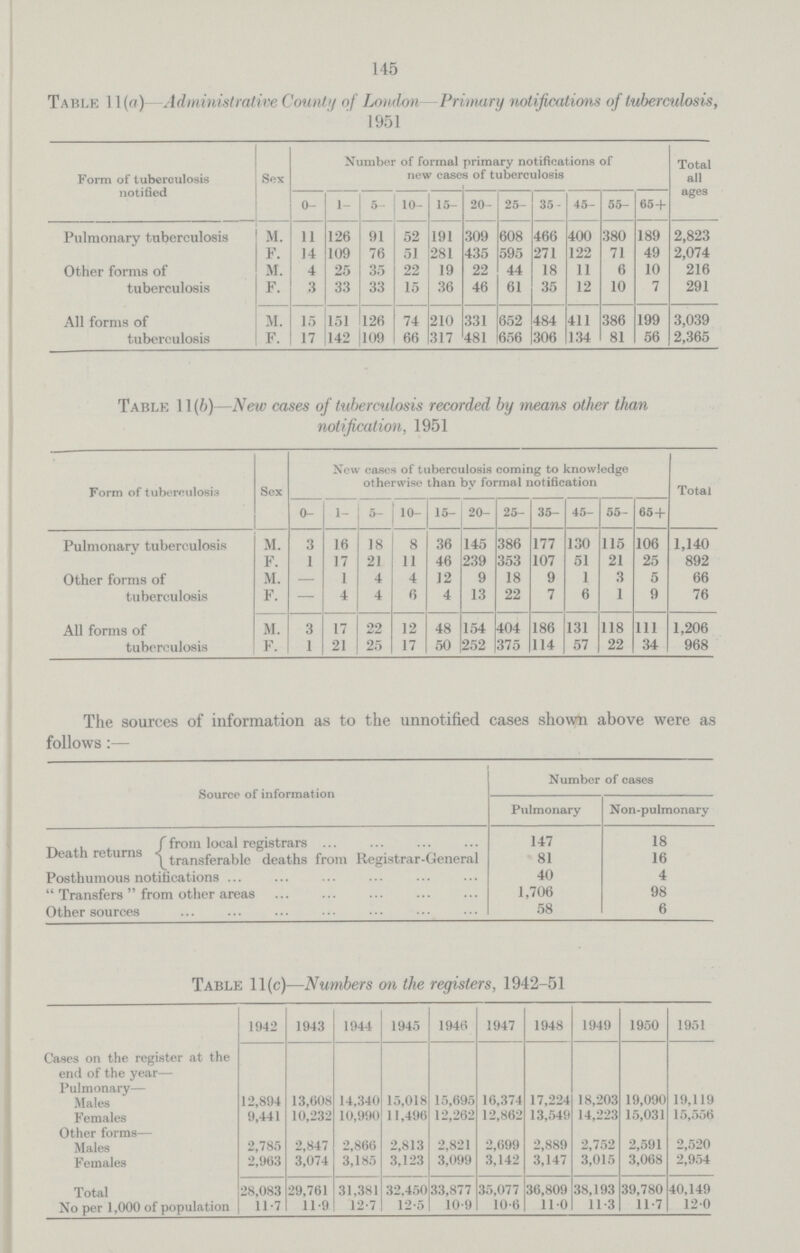 145
TABLE 11(a)—Administrative County of London—Primary notifications of tuberculosis,
1951
Form of tuberculosis notified | Sex | Number of formal primary notifications of new cases of tuberculosis | Total all ages
0– 1– 5– 10– 15– 20– 25– 35– 45– 55– 65+
Pulmonary tuberculosis M. 11 126 91 52 191 309 608 466 400 380 189 2,823
F. 14 109 76 51 281 435 595 271 122 71 49 2,074
Other forms of M. 4 25 35 22 19 22 44 18 11 6 10 216
tuberculosis F. 3 33 33 15 36 46 61 35 12 10 7 291
All forms of M. 15 151 126 74 210 331 652 484 411 386 199 3,039
tuberculosis F. 17 142 109 66 317 481 656 306 134 81 56 2,365
TABLE 11(b)—New cases of tuberculosis recorded by means other than
notification, 1951
Form of tuberculosis | Sex | New cases of tuberculosis coming to knowledge otherwise than by formal notification | Total
0– 1– 5– 10– 15– 20– 25– 35– 45– 55– 65+
Pulmonary tuberculosis M. 3 16 18 8 36 145 386 177 130 115 106 1,140
F. 1 17 21 11 46 239 353 107 51 21 25 892
Other forms of M. — 1 4 4 12 9 18 9 1 3 5 66
tuberculosis F. — 4 4 6 4 13 22 7 6 1 9 76
All forms of M. 3 17 22 12 48 154 404 186 131 118 111 1,206
tuberculosis F. 1 21 25 17 50 252 375 114 57 22 34 968
The sources of information as to the unnotified cases shown above were as
follows :—
Source of information | Number of cases
Pulmonary | Non-pulmonary
Death returns { from local registrars ... ... ... ... 147 18
transferable deaths from Registrar-General 81 16
Posthumous notifications ... ... ... ... ... ... 40 4
“ Transfers ” from other areas ... ... ... ... ... 1,706 98
Other sources ... ... ... ... ... ... ... 58 6
TABLE 11(c)—Numbers on the registers, 1942–51
1942 1943 1944 1945 1946 1947 1948 1949 1950 1951
Cases on the register at the
end of the year—
Pulmonary—
Males 12,894 13,608 14,340 15,018 15,695 16,374 17,224 18,203 19,090 19,119
Females 9,441 10,232 10,990 11,496 12,262 12,862 13,549 14,223 15,031 15,556
Other forms—
Males 2,785 2,847 2,866 2,813 2,821 2,699 2,889 2,752 2,591 2,520
Females 2,963 3,074 3,185 3,123 3,099 3,142 3,147 3,015 3,068 2,954
Total 28,083 29,761 31,381 32,450 33,877 35,077 36,809 38,193 39,780 40,149
No per 1,000 of population 11·7 11·9 12·7 12·5 10·9 10·6 11·0 11·3 11·7 12·0